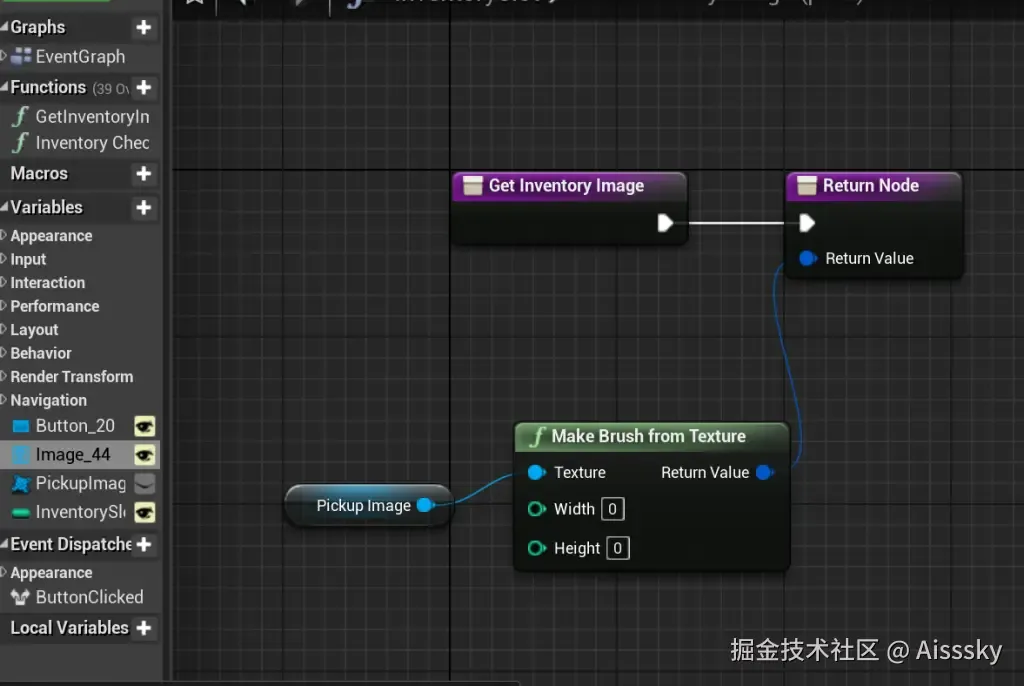 Graphs
EventGraph
Functions (39 Ov
GetInventoryIn
Inventory Chec
Macros
Variables
Appearance
Input
Interaction
Performance
Layout
Behavior
Render Transform
Navigation
Button_20
Image_44
PickupImag
InventorySl
Event Dispatche
Appearance
ButtonClicked
Local Variables
Get Inventory Image
Return Node
Return Value
Make Brush from Texture
Texture
Return Value
Width 0
Height 0
Pickup Image
掘金技术社区 @ Aisssky